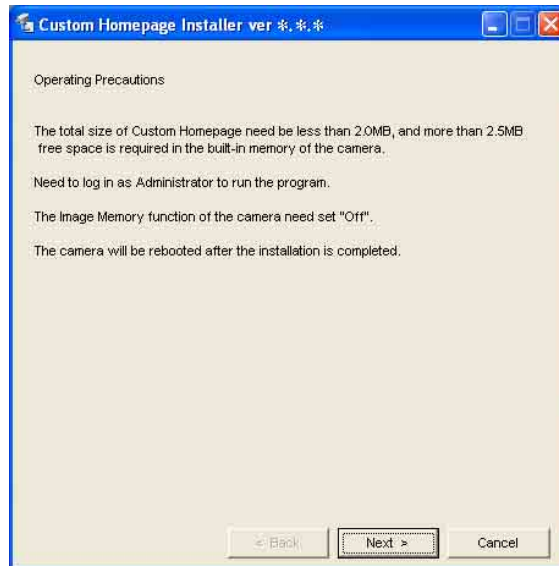 Custom Homepage Installer ver *.*.*
Operating Precautions
The total size of Custom Homepage need be less than 2.0MB, and more than 2.5MB
free space is required in the built-in memory of the camera.
Need to log in as Administrator to run the program.
The Image Memory function of the camera need set "Off".
The camera will be rebooted after the installation is completed.
< Back Next > Cancel